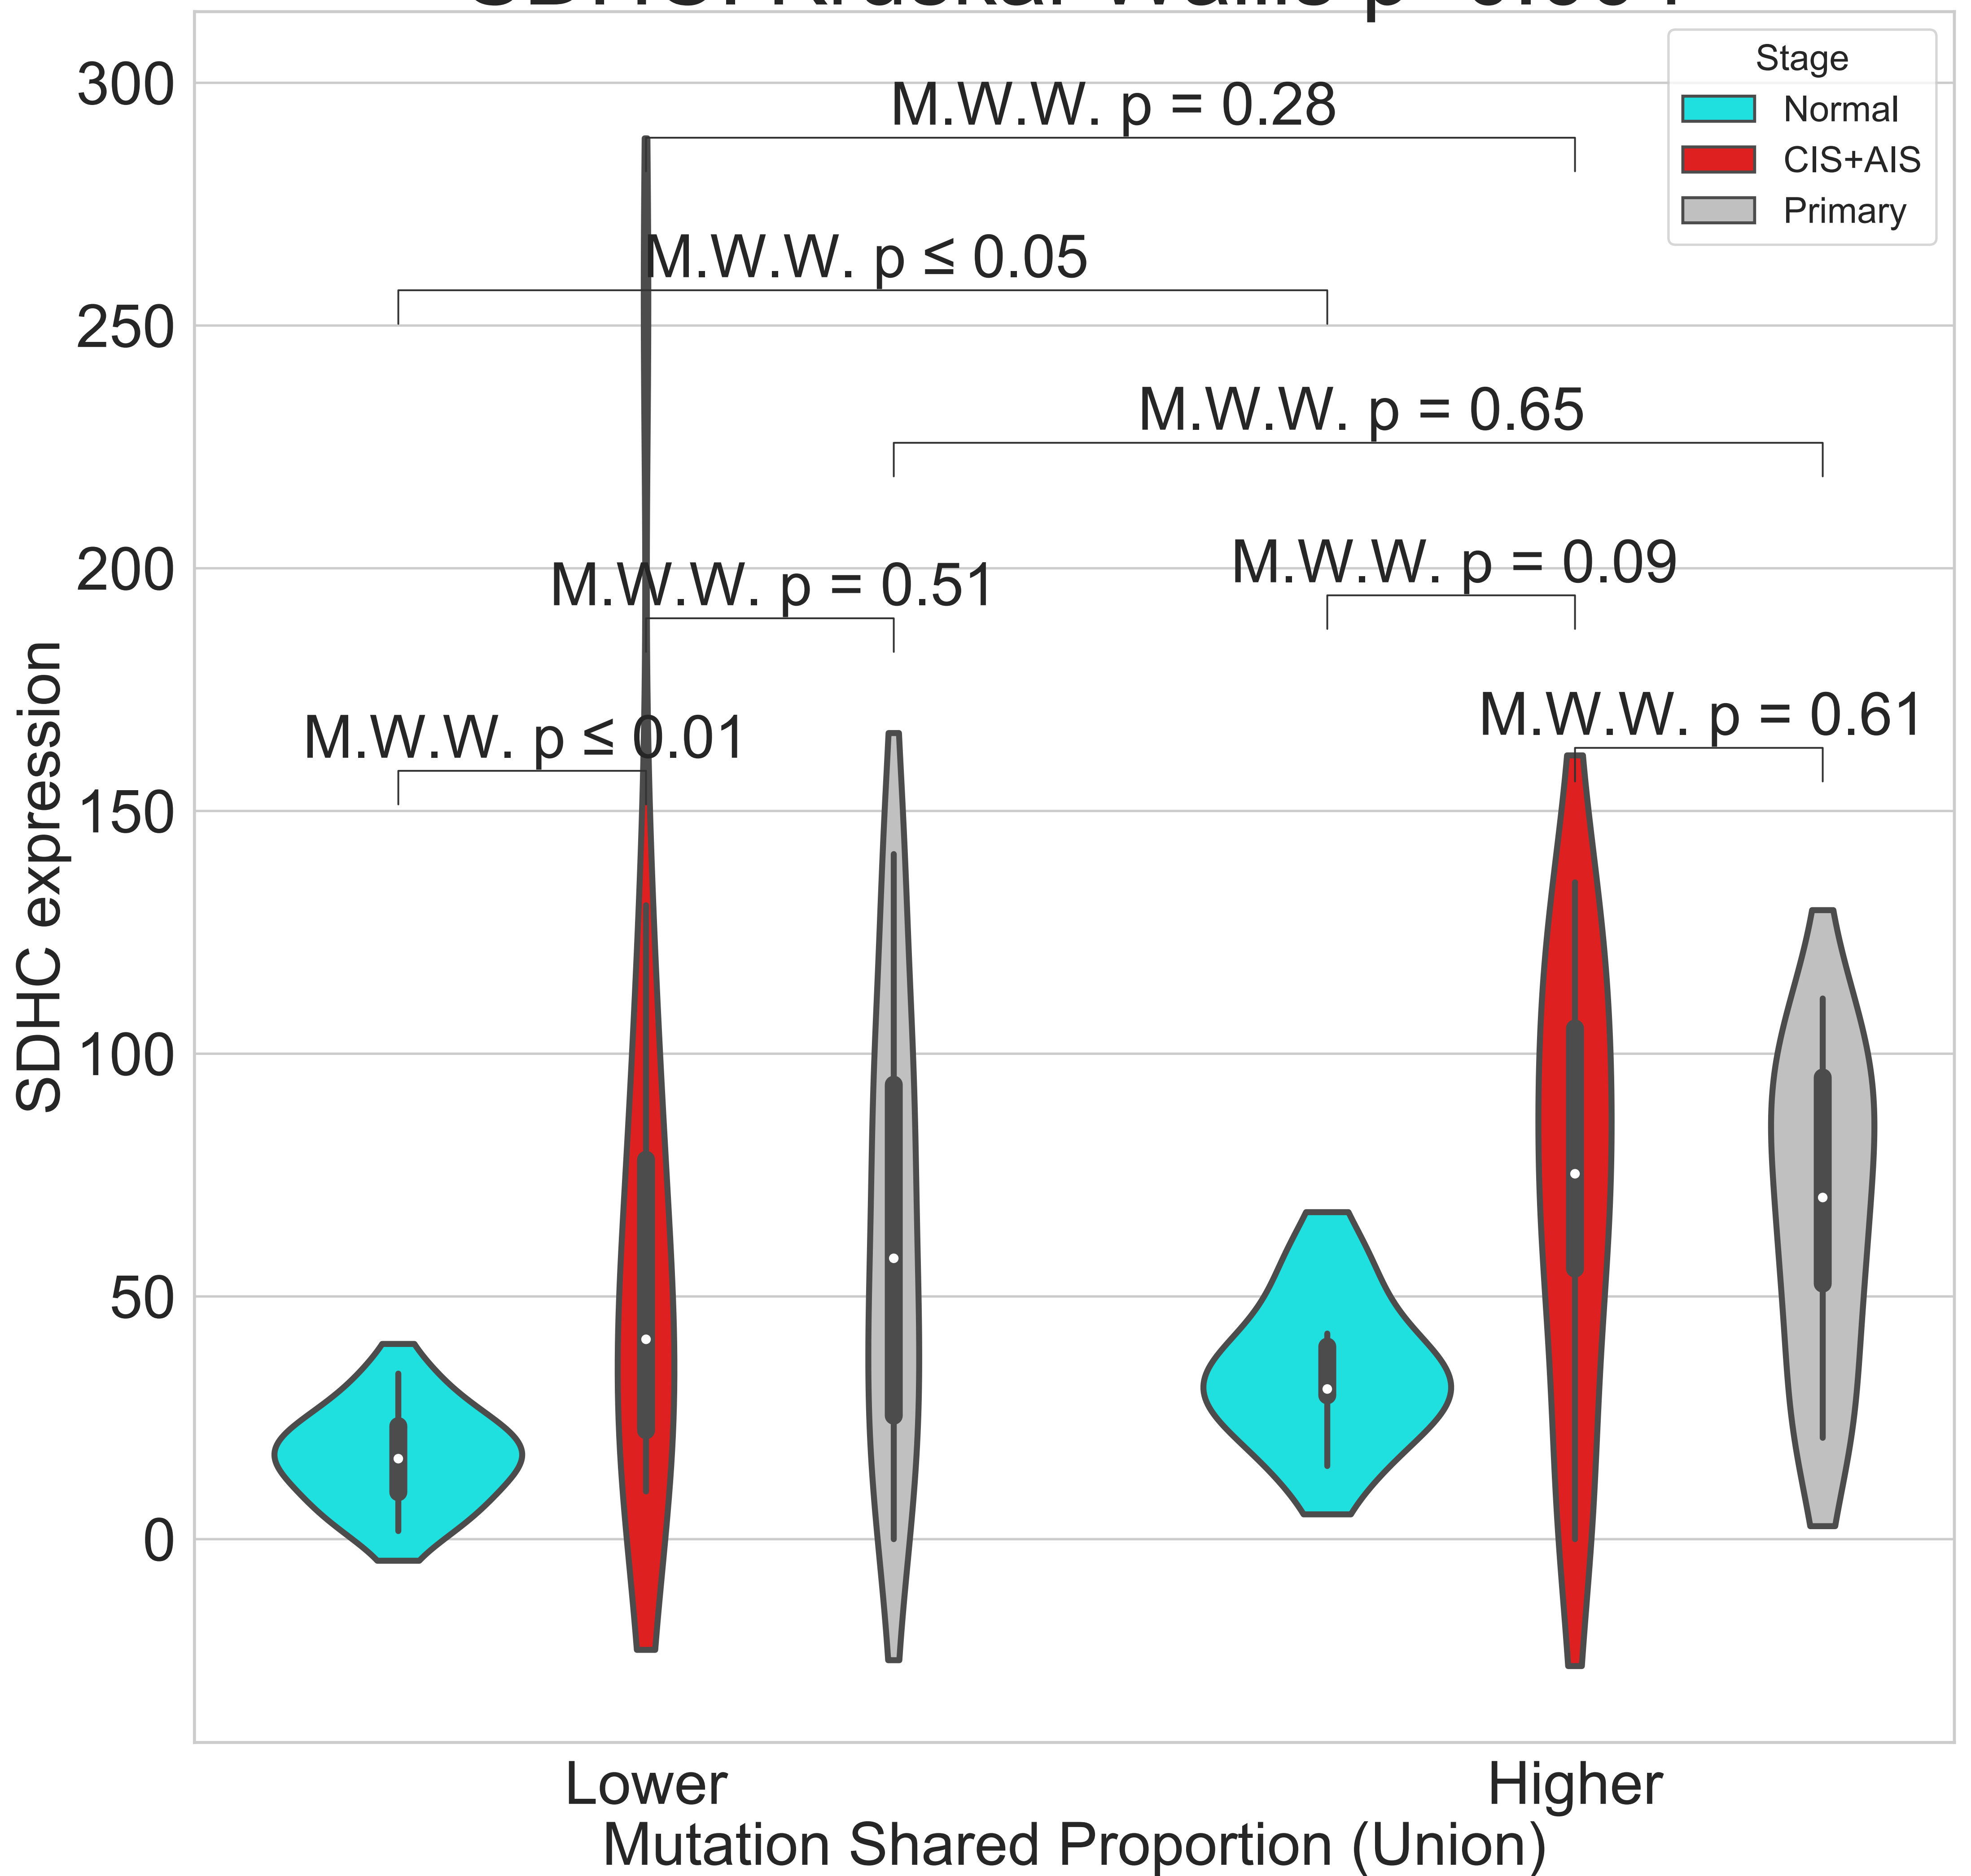 300
250
200
150
100
50
0
SDHC expression
Stage
Normal
CIS+AIS
Primary
M.W.W. p = 0.28
M.W.W. p ≤ 0.05
M.W.W. p = 0.65
M.W.W. p = 0.51
M.W.W. p = 0.09
M.W.W. p ≤ 0.01
M.W.W. p = 0.61
Lower
Higher
Mutation Shared Proportion (Union)